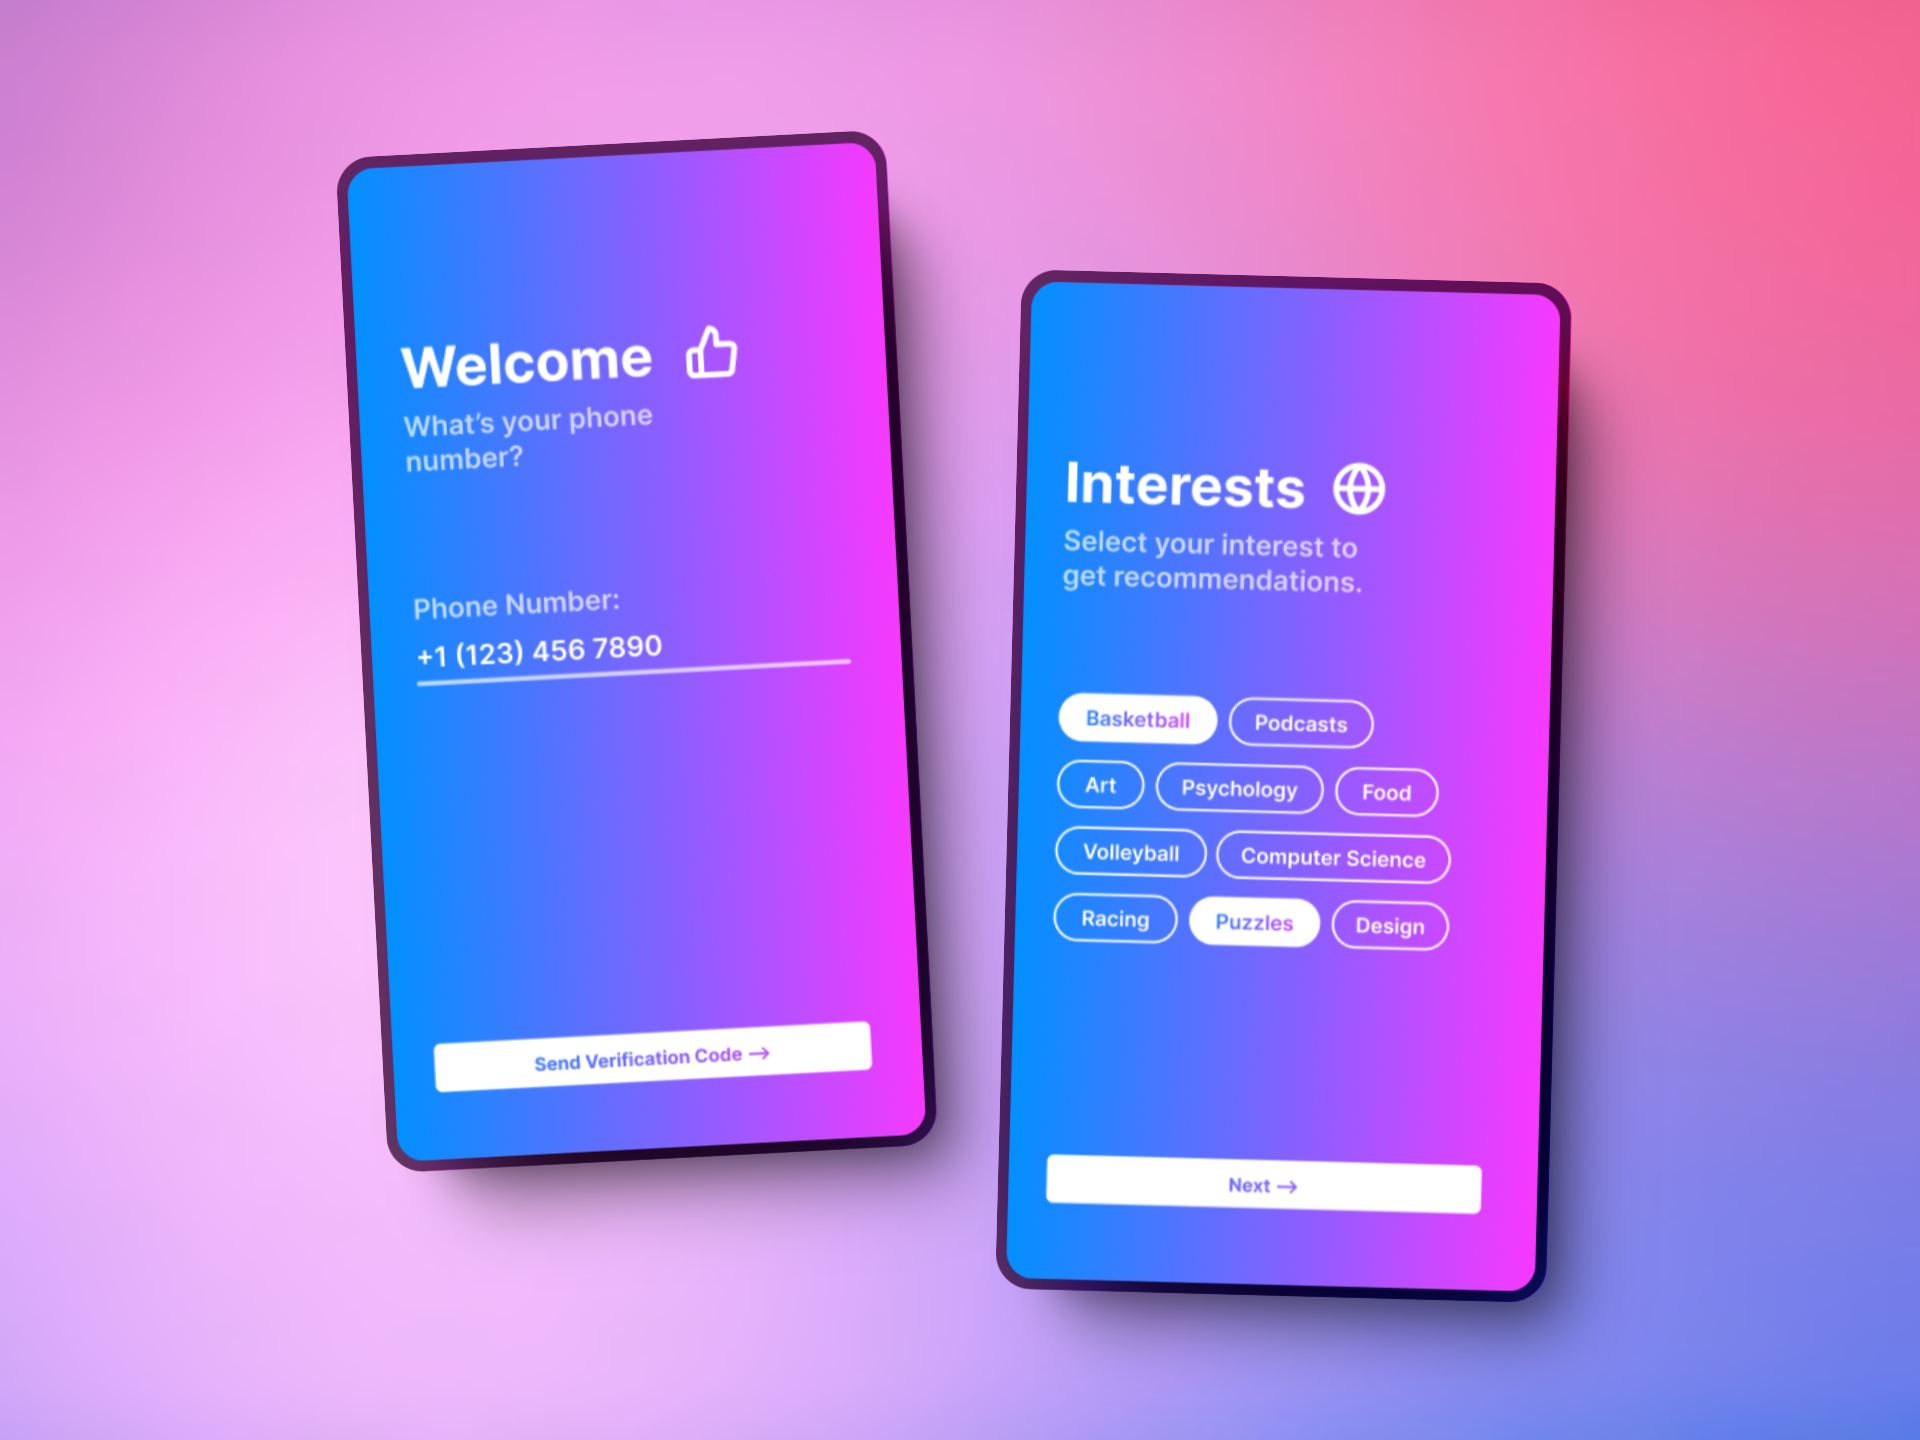 Welcome
What’s your phone
number?
Phone Number:
+1 (123) 456 7890
Send Verification Code →
Interests
Select your interest to
get recommendations.
Basketball Podcasts
Art Psychology Food
Volleyball Computer Science
Racing Puzzles Design
Next →